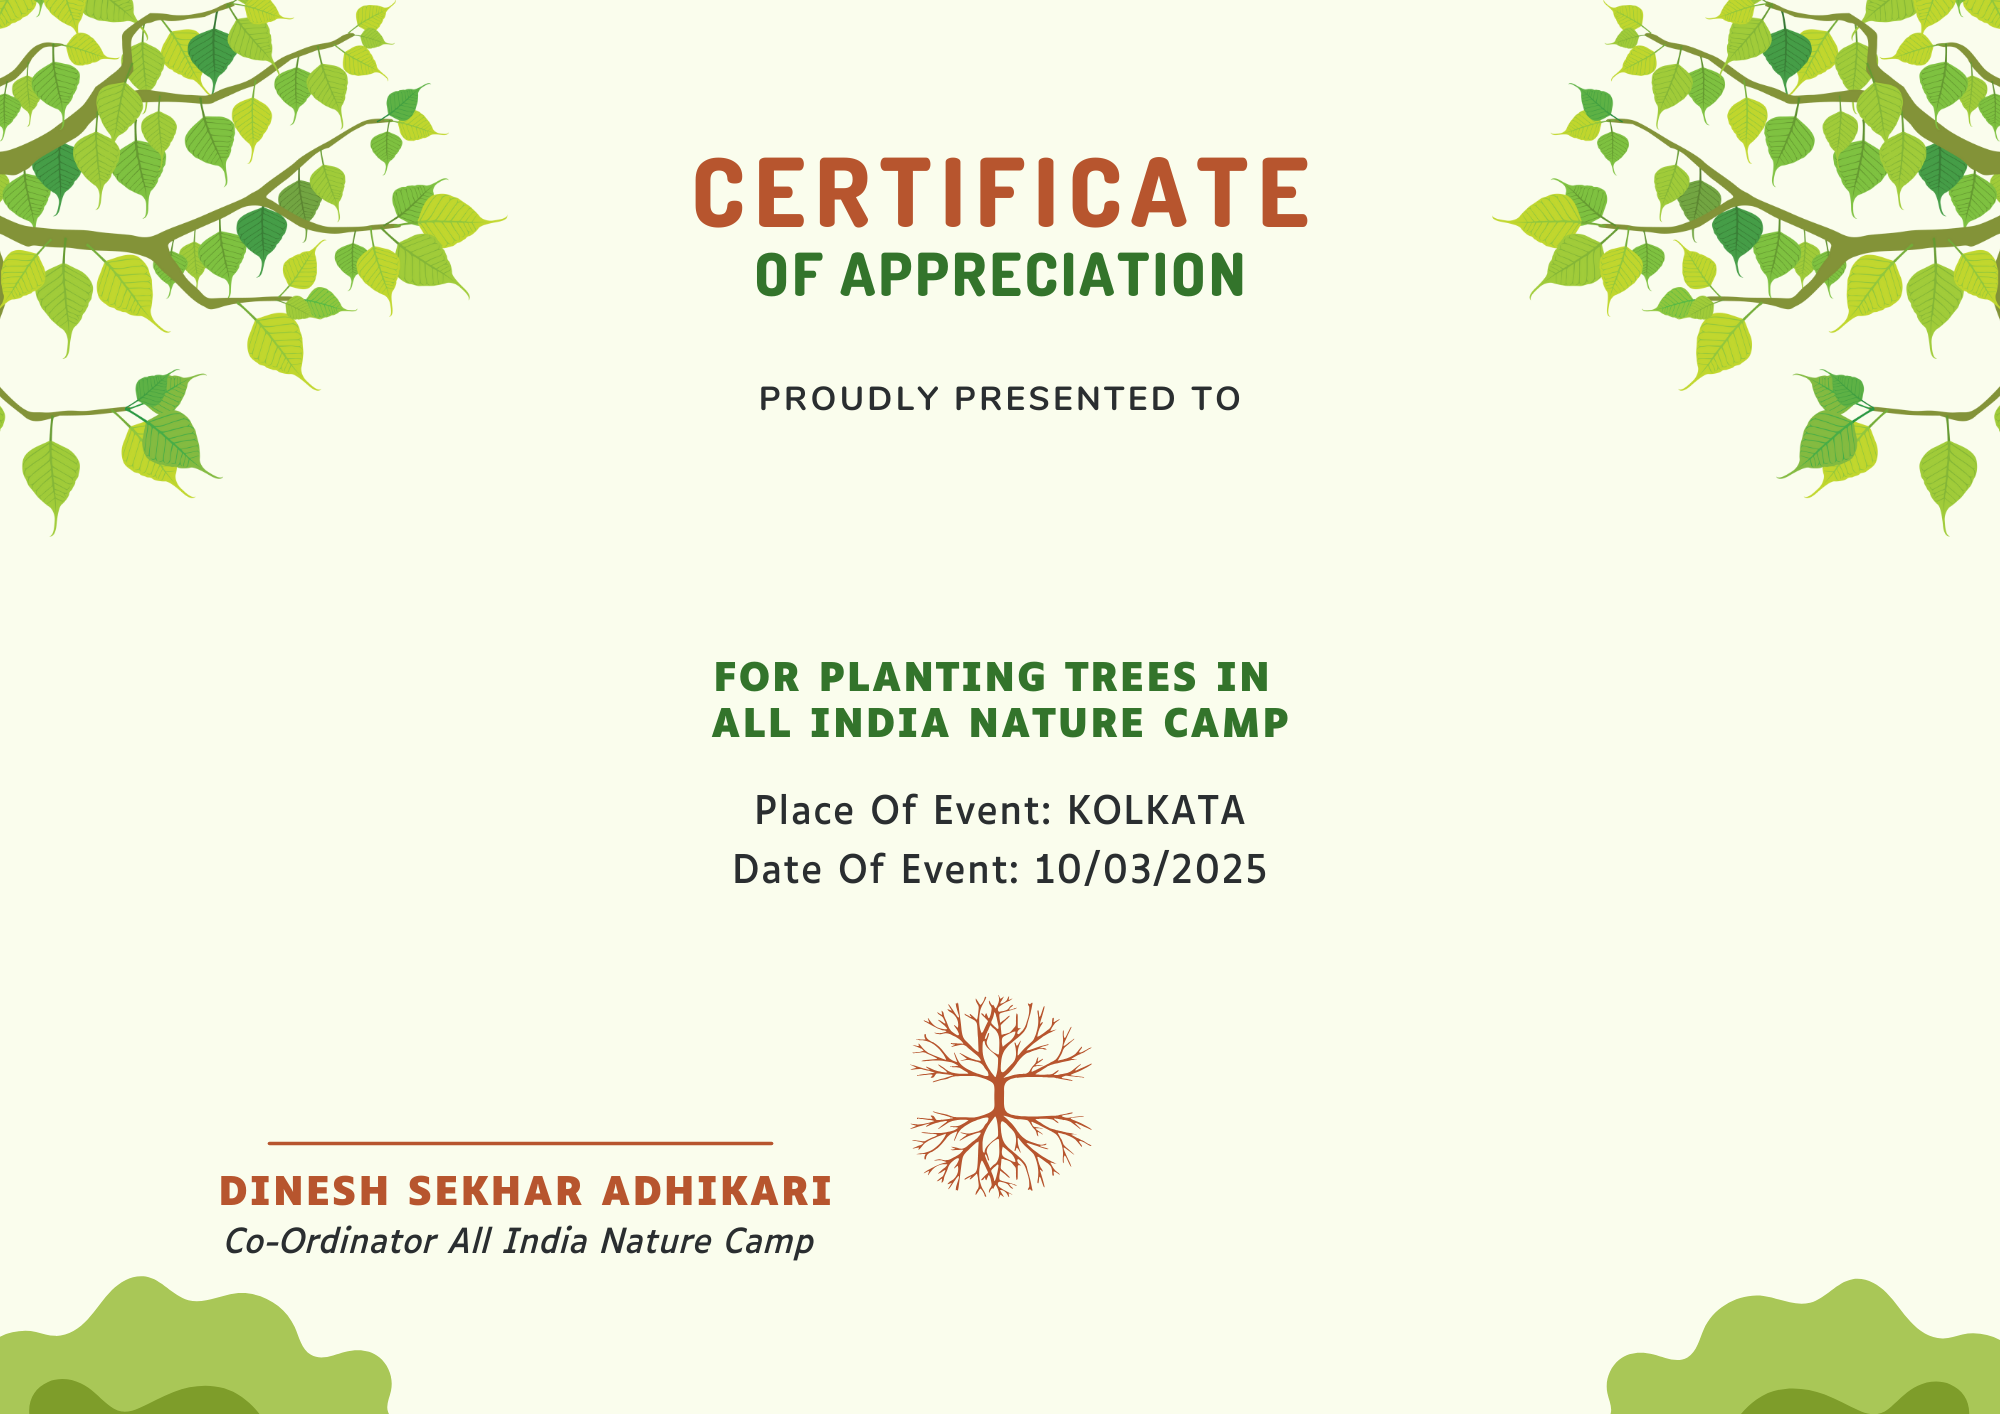 CERTIFICATE
OF APPRECIATION
PROUDLY PRESENTED TO
FOR PLANTING TREES IN
ALL INDIA NATURE CAMP
Place Of Event: KOLKATA
Date Of Event: 10/03/2025
DINESH SEKHAR ADHIKARI
Co-Ordinator All India Nature Camp